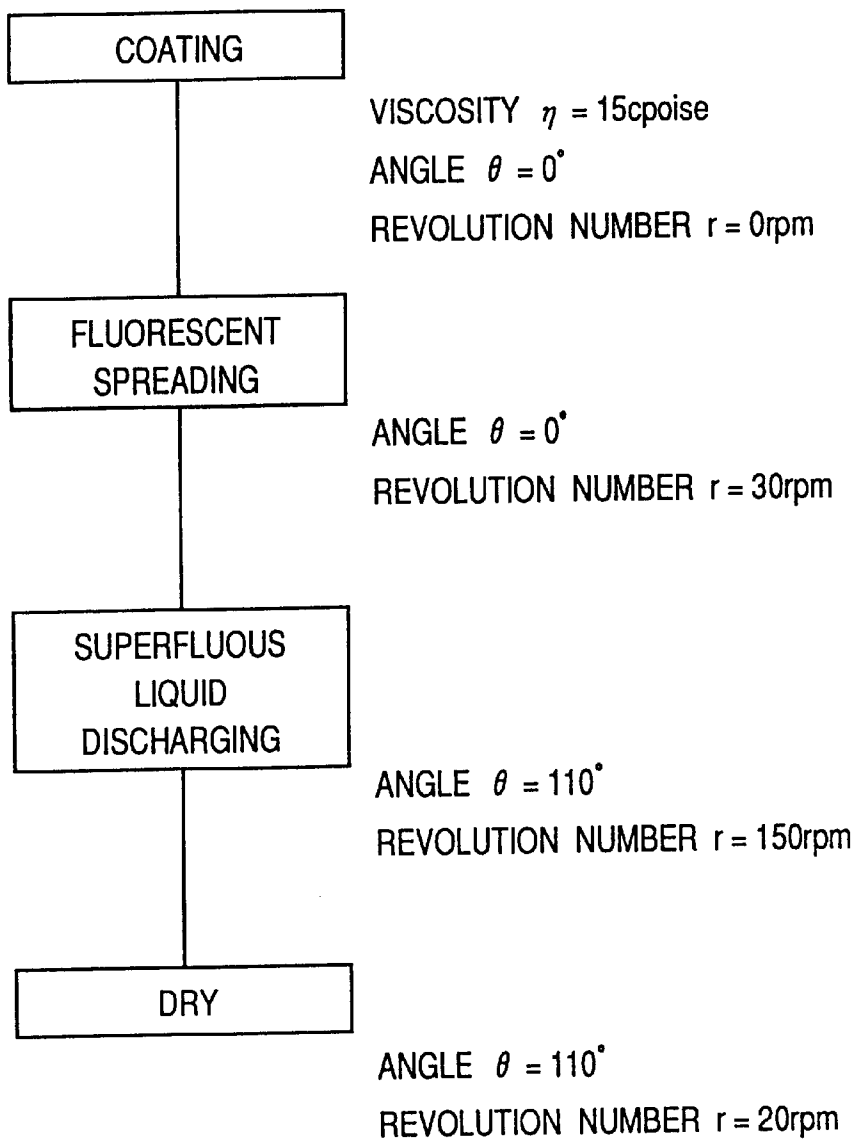 COATING
VISCOSITY η = 15cpoise
ANGLE θ = 0°
REVOLUTION NUMBER r = 0rpm
FLUORESCENT
SPREADING
ANGLE θ = 0°
REVOLUTION NUMBER r = 30rpm
SUPERFLUOUS
LIQUID
DISCHARGING
ANGLE θ = 110°
REVOLUTION NUMBER r = 150rpm
DRY
ANGLE θ = 110°
REVOLUTION NUMBER r = 20rpm